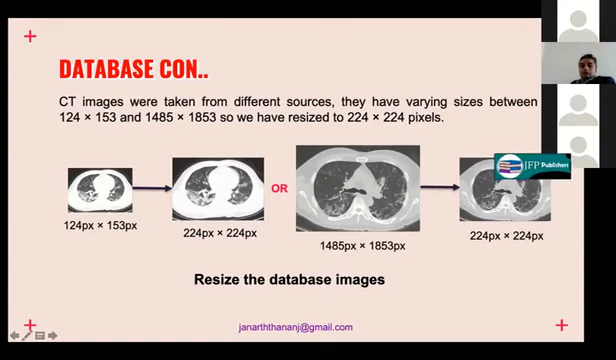 DATABASE CON..
CT images were taken from different sources, they have varying sizes between
124 × 153 and 1485 × 1853 so we have resized to 224 × 224 pixels.
OR
JFP Publishers
124px × 153px
224px × 224px
1485px × 1853px
224px × 224px
Resize the database images
janarththananj@gmail.com